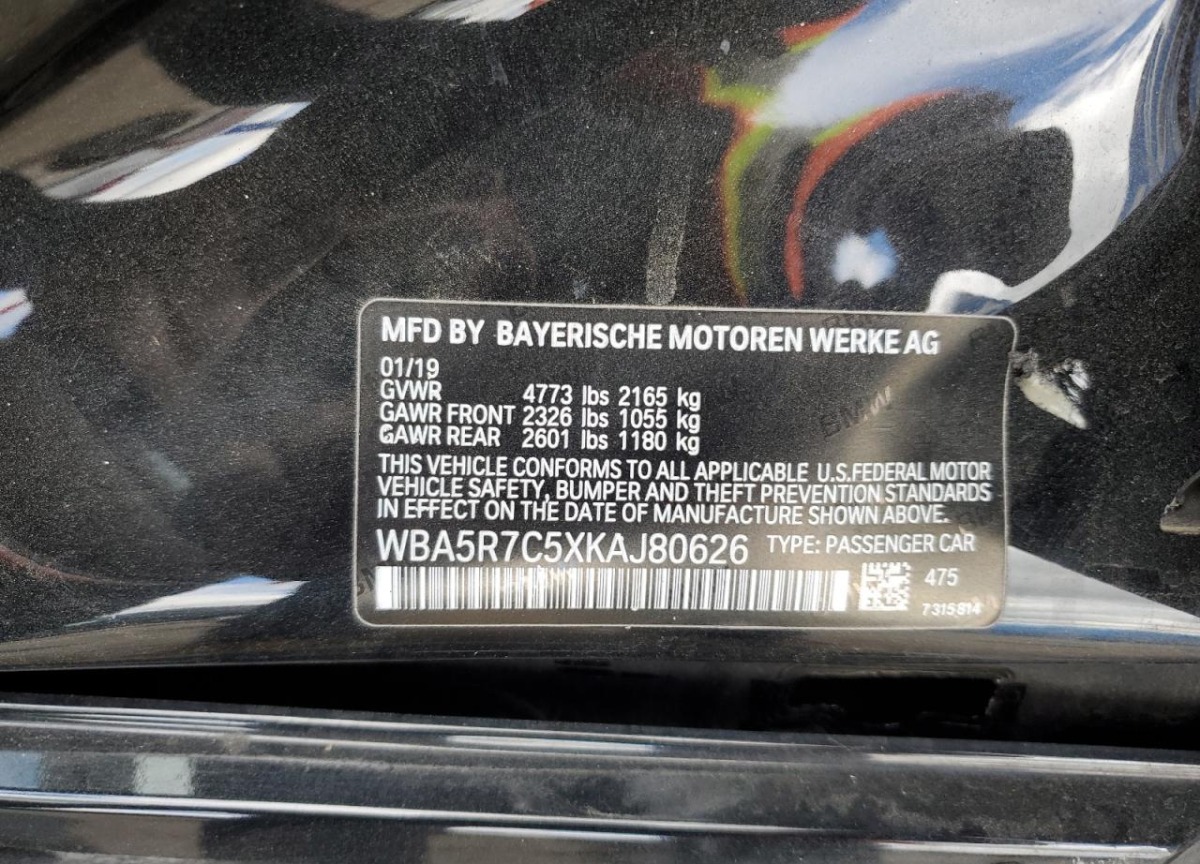 MFD BY BAYERISCHE MOTOREN WERKE AG
01/19
GVWR 4773 lbs 2165 kg
GAWR FRONT 2326 lbs 1055 kg
GAWR REAR 2601 lbs 1180 kg
THIS VEHICLE CONFORMS TO ALL APPLICABLE U.S.FEDERAL MOTOR
VEHICLE SAFETY, BUMPER AND THEFT PREVENTION STANDARDS
IN EFFECT ON THE DATE OF MANUFACTURE SHOWN ABOVE.
WBA5R7C5XKAJ80626 TYPE: PASSENGER CAR
475
7315814
BMW